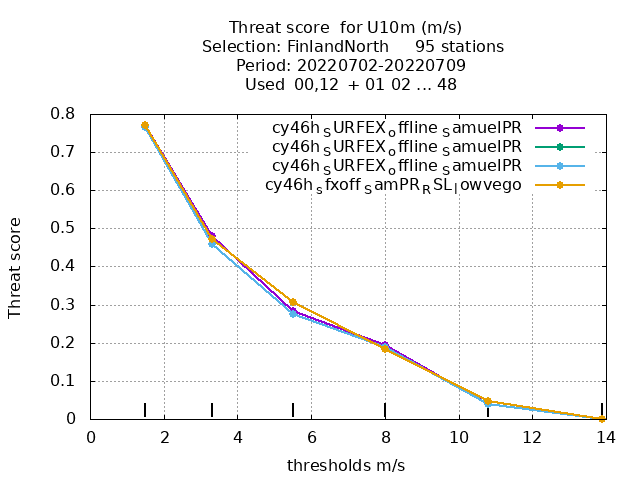 Threat score for U10m (m/s)
Selection: FinlandNorth 95 stations
Period: 20220702-20220709
Used 00,12 + 01 02 ... 48
cy46h_SURFEX_offline_SamuelPR
cy46h_SURFEX_offline_SamuelPR
cy46h_SURFEX_offline_SamuelPR
cy46h_sfxoff_SamPR_RSL_lowvego
0.8
0.7
0.6
0.5
0.4
0.3
0.2
0.1
0
Threat score
0 2 4 6 8 10 12 14
thresholds m/s